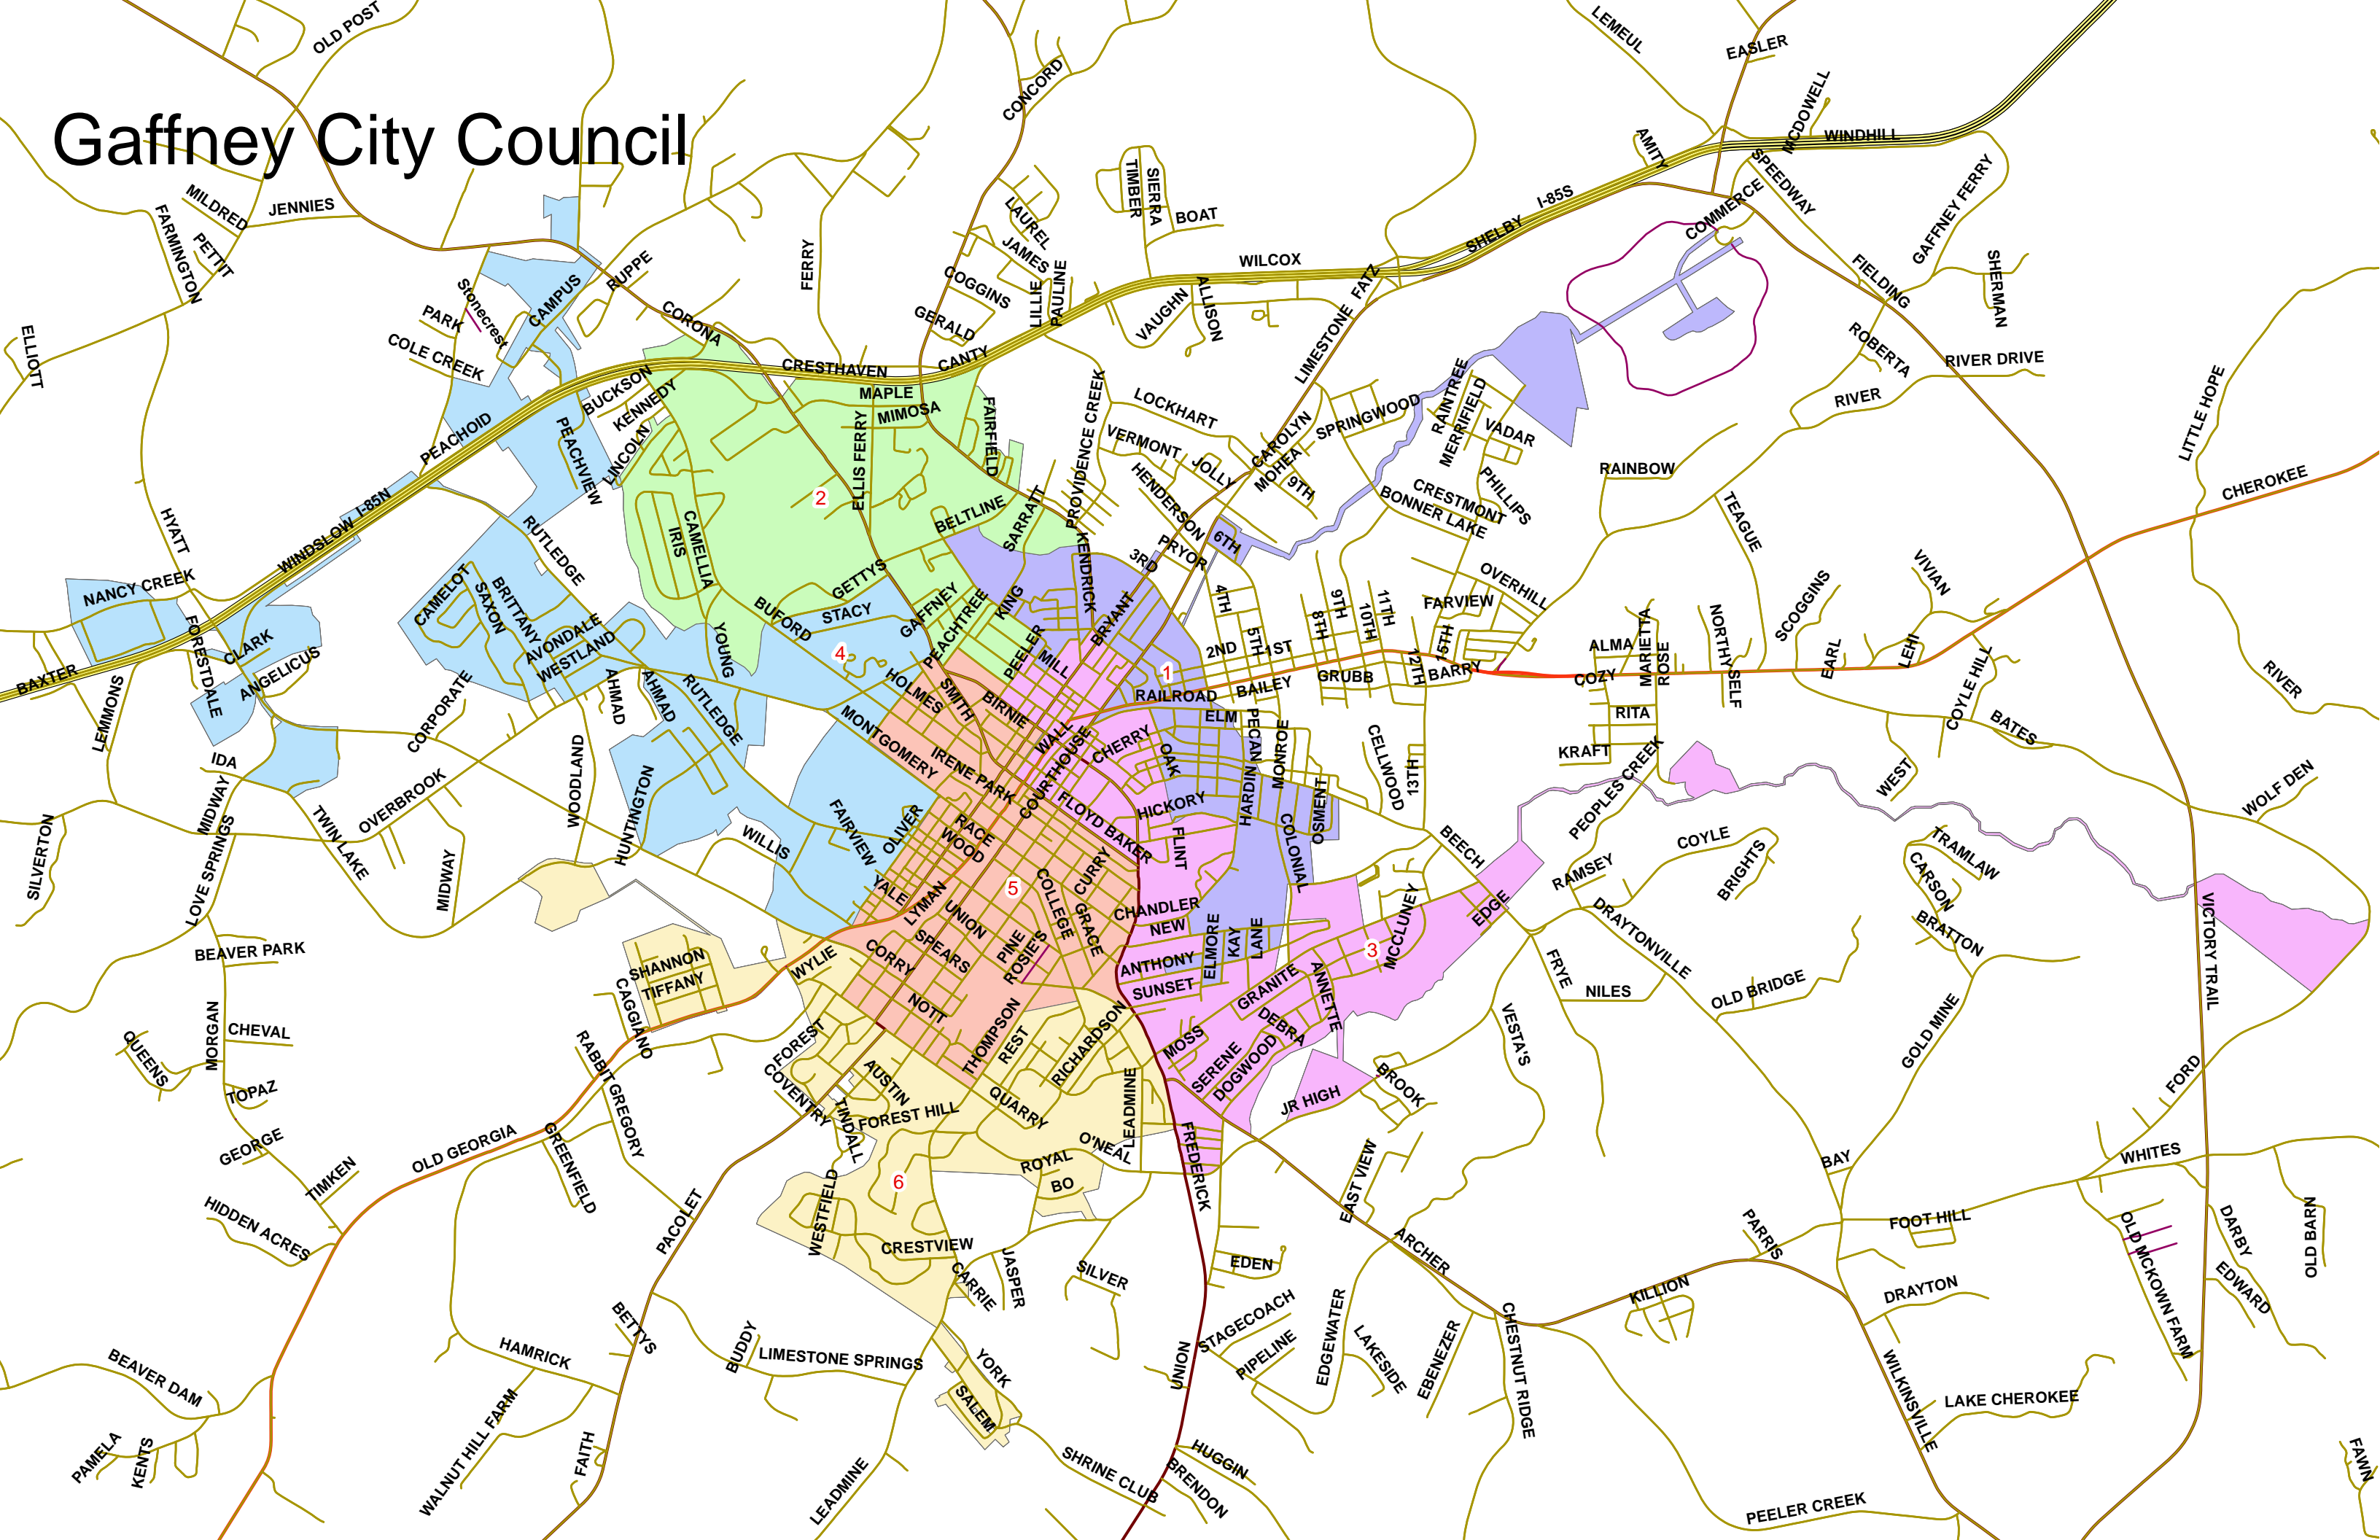 Gaffney City Council
OLD POST
CONCORD
LEMEUL
EASLER
MCDOWELL
WINDHILL
AMITY
SPEEDWAY
COMMERCE
GAFFNEY FERRY
SHERMAN
FIELDING
MILDRED
JENNIES
FARMINGTON
PETTIT
ELLIOTT
PARK
Stonecrest
CAMPUS
RUPPE
COLE CREEK
CORONA
FERRY
TIMBER
SIERRA
BOAT
LAUREL
JAMES
COGGINS
LILLIE
PAULINE
GERALD
WILCOX
VAUGHN
ALLISON
SHELBY
I-85S
LIMESTONE
FATZ
ROBERTA
RIVER DRIVE
RIVER
LITTLE HOPE
CHEROKEE
CRESTHAVEN
CANTY
MAPLE
MIMOSA
BUCKSON
KENNEDY
LINCOLN
PEACHOID
PEACHVIEW
2
ELLIS FERRY
FAIRFIELD
PROVIDENCE CREEK
LOCKHART
VERMONT
JOLLY
HENDERSON
CAROLYN
MOHEA
9TH
SPRINGWOOD
RAINTREE
MERRIFIELD
VADAR
PHILLIPS
CRESTMONT
BONNER LAKE
RAINBOW
TEAGUE
HYATT
WINDSLOW
I-85N
RUTLEDGE
IRIS
CAMELLIA
BELTLINE
SARRATT
KENDRICK
3RD
PRYOR
6TH
OVERHILL
NANCY CREEK
CAMELOT
SAXON
BRITTANY
AVONDALE
WESTLAND
GETTYS
BUFORD
STACY
GAFFNEY
PEACHTREE
KING
PEELER
MILL
BRYANT
4TH
5TH
2ND
1ST
8TH
9TH
10TH
11TH
FARVIEW
12TH
15TH
BARRY
ALMA
MARIETTA
ROSE
NORTHY
SELF
SCOGGINS
VIVIAN
EARL
LEHI
COYLE HILL
BATES
RIVER
COZY
RITA
KRAFT
BAXTER
FORESTDALE
CLARK
ANGELICUS
LEMMONS
CORPORATE
AHMAD
AHMAD
RUTLEDGE
YOUNG
4
HOLMES
SMITH
BIRNIE
1
RAILROAD
BAILEY
GRUBB
ELM
PECAN
MONROE
WALL
COURTHOUSE
CHERRY
OAK
MONTGOMERY
IRENE PARK
FLOYD BAKER
HICKORY
HARDIN
FLINT
COLONIAL
OSMENT
CELLWOOD
13TH
PEOPLES CREEK
WEST
WOLF DEN
IDA
MIDWAY
OVERBROOK
WOODLAND
HUNTINGTON
SILVERTON
LOVE SPRINGS
TWIN LAKE
MIDWAY
WILLIS
FAIRVIEW
OLIVER
RACE
WOOD
YALE
LYMAN
UNION
SPEARS
CORRY
5
COLLEGE
CURRY
GRACE
PINE
ROSIE'S
NOTT
THOMPSON
CHANDLER
NEW
ANTHONY
SUNSET
ELMORE
KAY
LANE
GRANITE
ANNETTE
DEBRA
3
MCCLUNEY
BEECH
EDGE
RAMSEY
COYLE
BRIGHTS
TRAMLAW
CARSON
BRATTON
VICTORY TRAIL
DRAYTONVILLE
FRYE
NILES
OLD BRIDGE
GOLD MINE
BEAVER PARK
SHANNON
TIFFANY
WYLIE
CAGGIANO
MORGAN
CHEVAL
QUEENS
TOPAZ
GEORGE
RABBIT GREGORY
FOREST
COVENTRY
TINDALL
AUSTIN
FOREST HILL
REST
RICHARDSON
QUARRY
LEADMINE
O'NEAL
MOSS
SERENE
DOGWOOD
JR HIGH
BROOK
VESTA'S
FORD
WHITES
BAY
OLD GEORGIA
GREENFIELD
TIMKEN
HIDDEN ACRES
PACOLET
WESTFIELD
6
ROYAL
BO
FREDERICK
EAST VIEW
ARCHER
CRESTVIEW
CARRIE
JASPER
SILVER
EDEN
STAGECOACH
PIPELINE
EDGEWATER
LAKESIDE
EBENEZER
CHESTNUT RIDGE
KILLION
PARRIS
FOOT HILL
DRAYTON
OLD MCKOWN FARM
DARBY
EDWARD
OLD BARN
BEAVER DAM
HAMRICK
BETTYS
BUDDY
LIMESTONE SPRINGS
YORK
SALEM
UNION
WILKINSVILLE
LAKE CHEROKEE
PAMELA
KENTS
WALNUT HILL FARM
FAITH
LEADMINE
SHRINE CLUB
HUGGIN
BRENDON
PEELER CREEK
FAWN